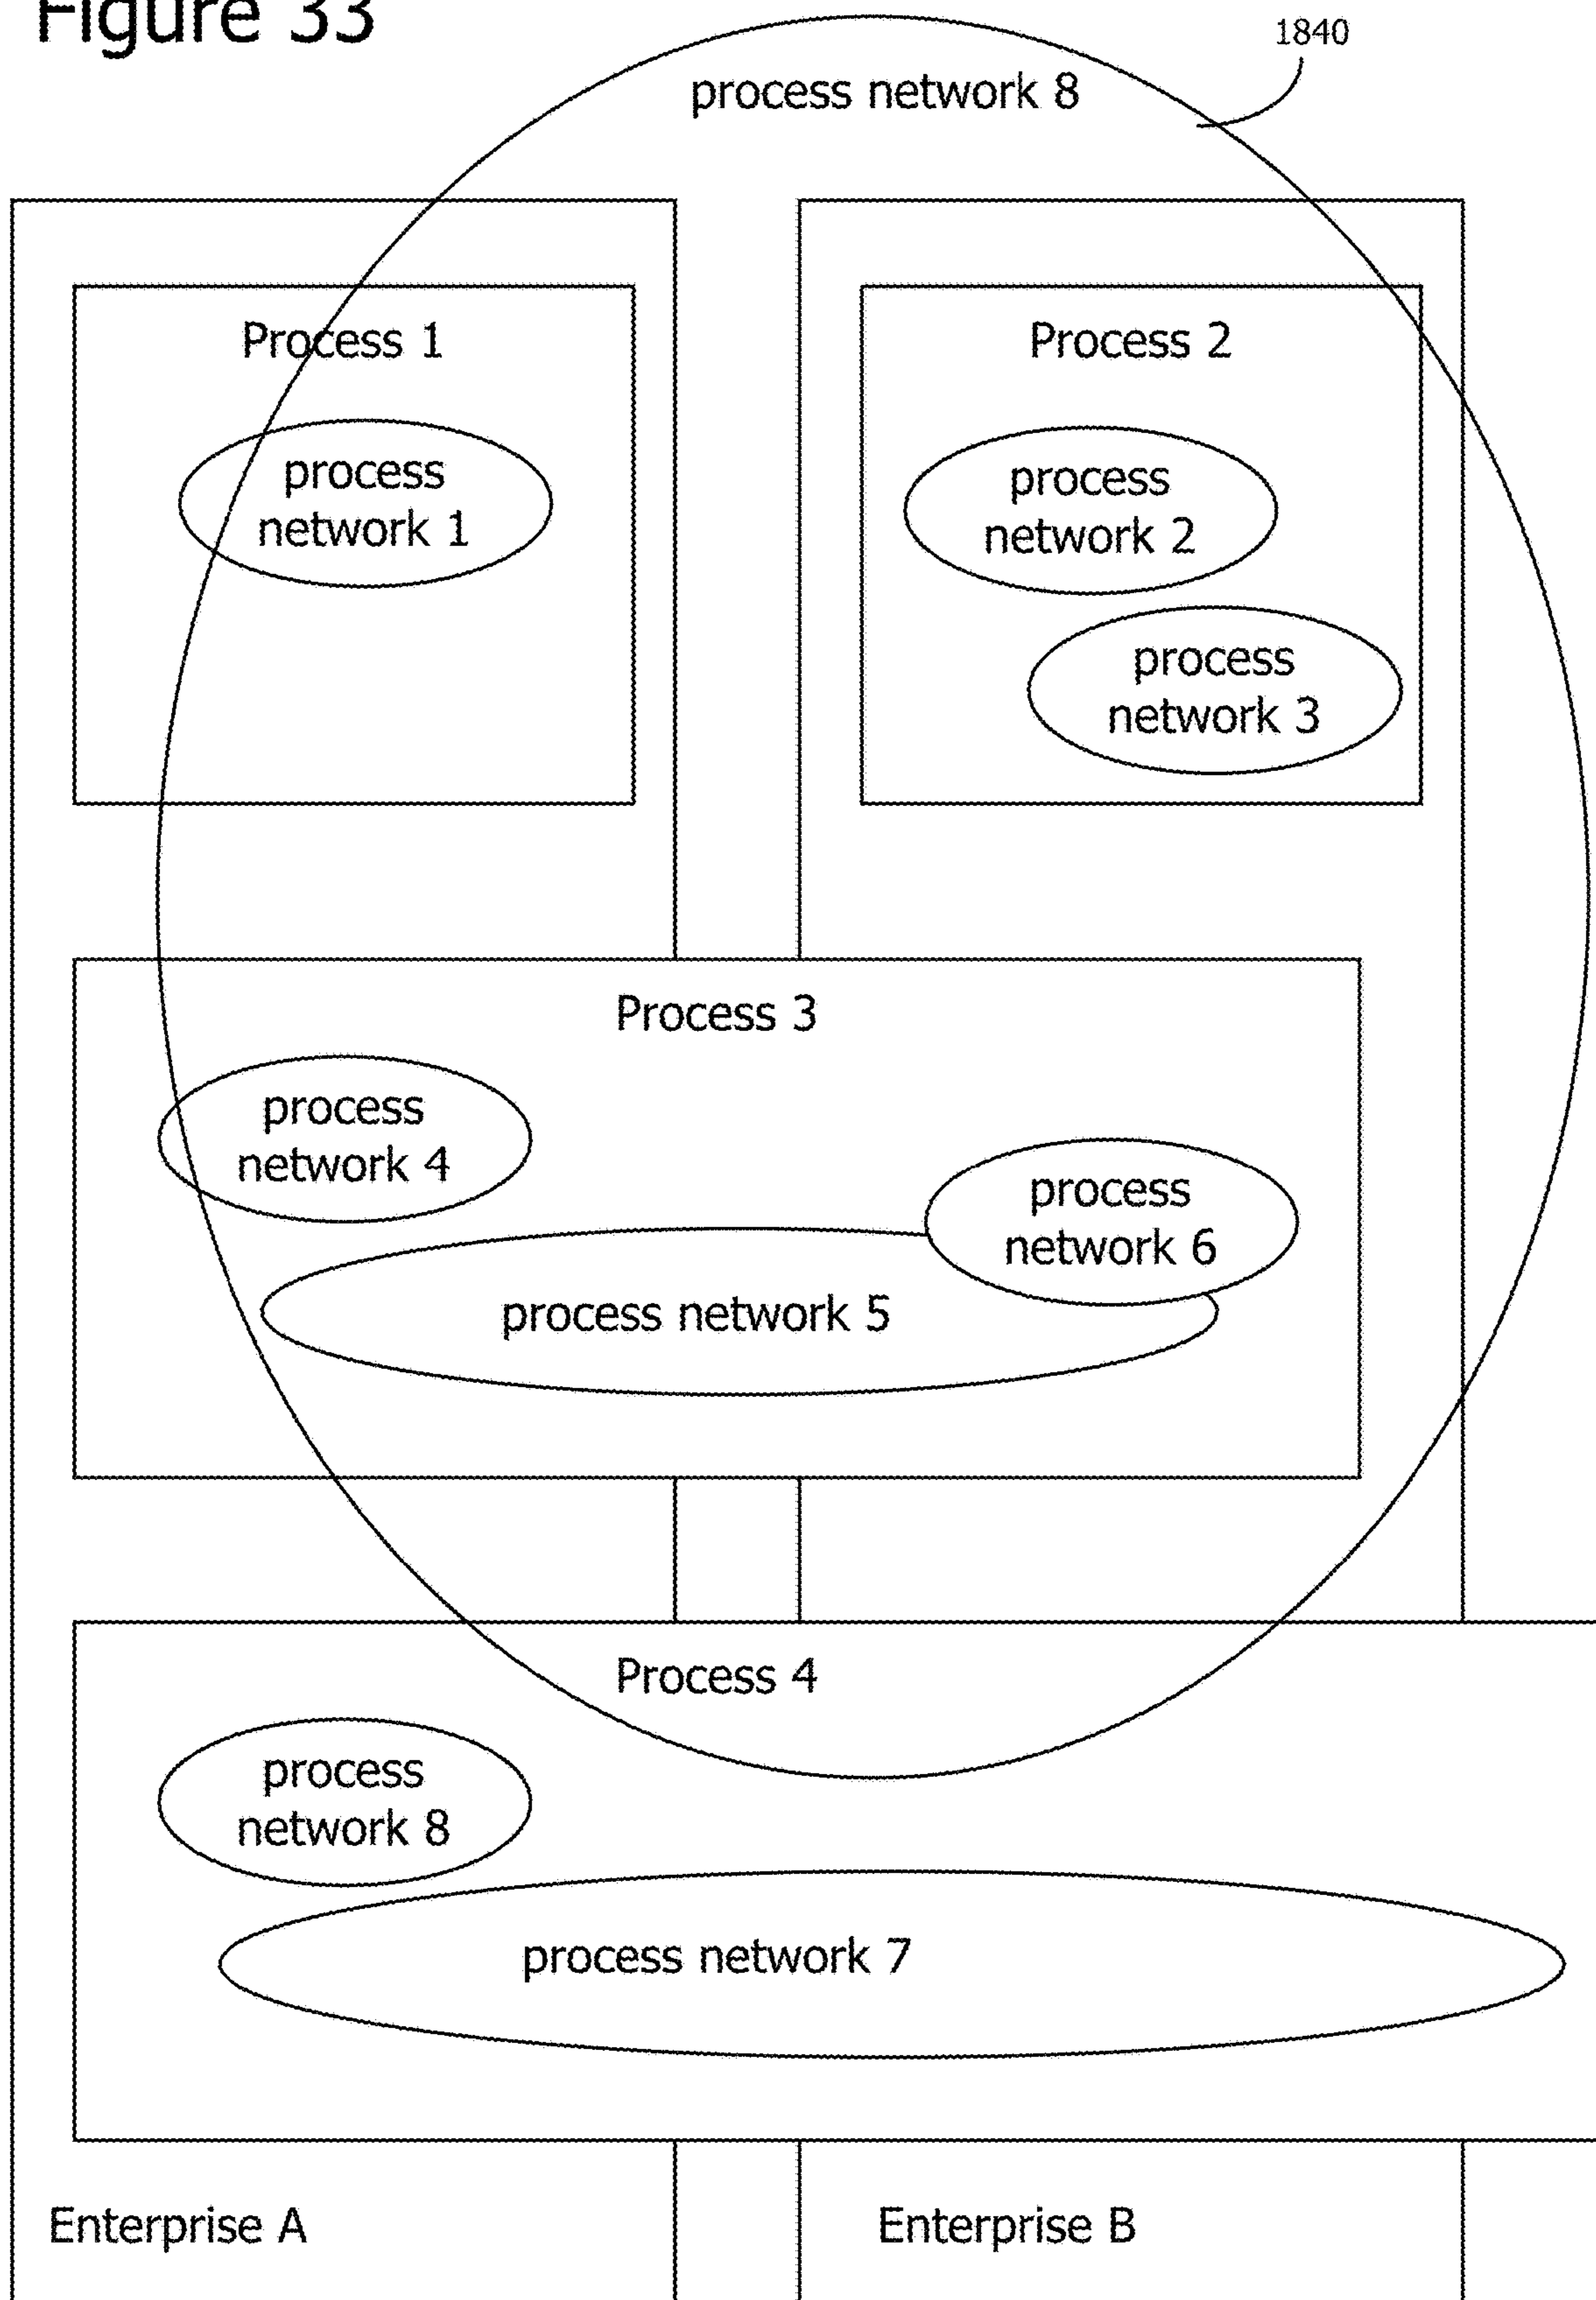 Figure 33
1840
process network 8
Process 1
Process 2
process
network 1
process
network 2
process
network 3
Process 3
process
network 4
process
network 6
process network 5
Process 4
process
network 8
process network 7
Enterprise A
Enterprise B